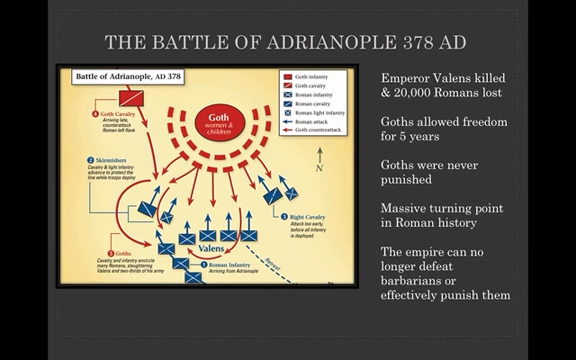 THE BATTLE OF ADRIANOPLE 378 AD
Battle of Adrianople, AD 378
Goth infantry
Goth cavalry
Roman infantry
Roman cavalry
Roman light infantry
Roman attack
Goth counterattack
4 Goth Cavalry
Arriving late,
counterattack
Roman left flank
Goth
women &
children
N
2 Skirmishers
Cavalry & light infantry
advance to protect the
line while troops deploy
3 Right Cavalry
Attack too early,
before all infantry
is deployed
Valens
5 Goths
Cavalry and infantry encircle
many Romans, slaughtering
Valens and two-thirds of his army
1 Roman Infantry
Arriving from Adrianople
Retreat
Emperor Valens killed
& 20,000 Romans lost
Goths allowed freedom
for 5 years
Goths were never
punished
Massive turning point
in Roman history
The empire can no
longer defeat
barbarians or
effectively punish them